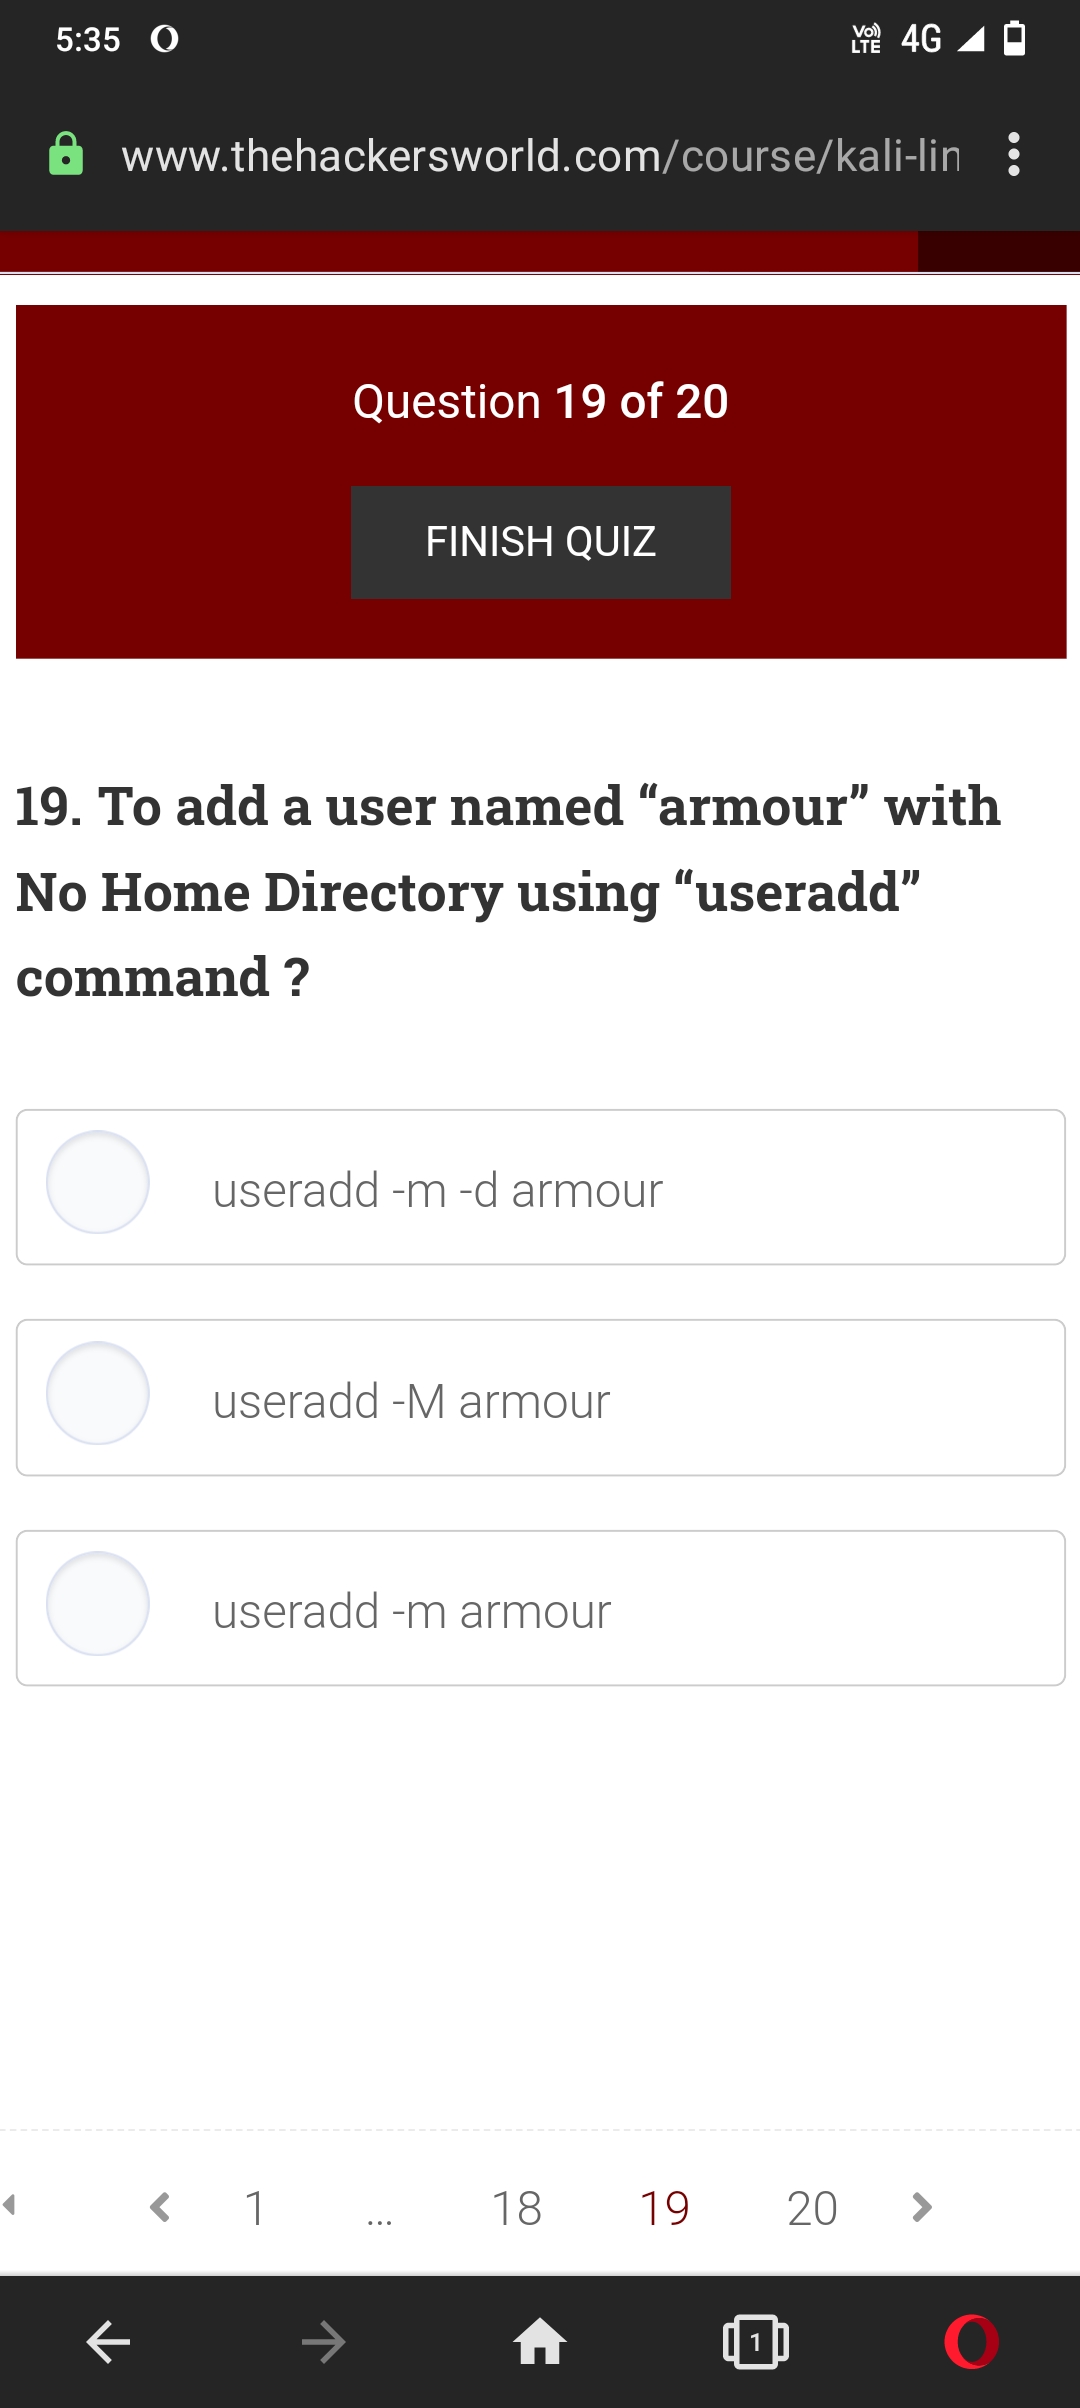 5:35 Vo)) LTE 4G
www.thehackersworld.com/course/kali-lin
Question 19 of 20
FINISH QUIZ
19. To add a user named “armour” with
No Home Directory using “useradd”
command ?
useradd -m -d armour
useradd -M armour
useradd -m armour
1 ... 18 19 20
1